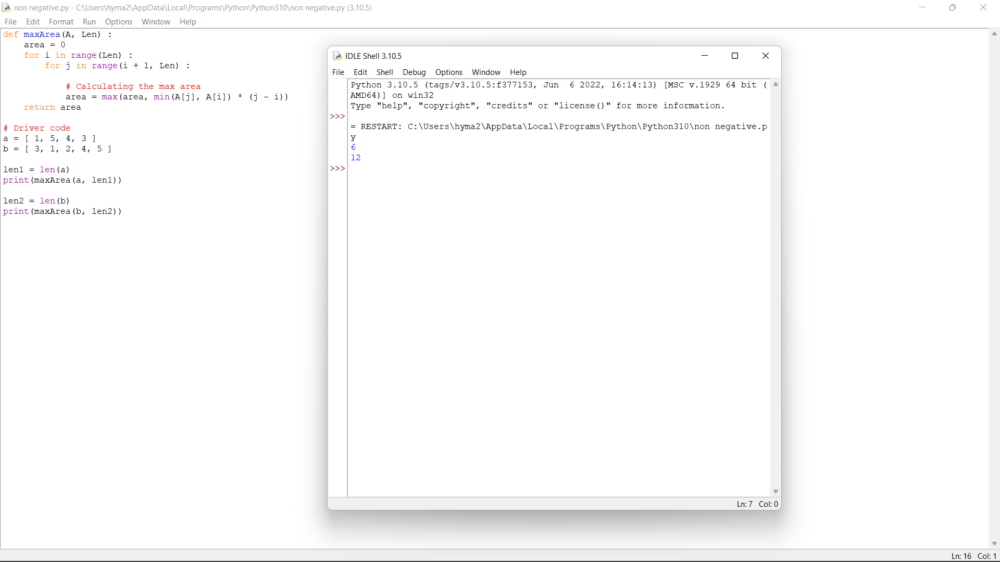 non negative.py - C:\Users\hyma2\AppData\Local\Programs\Python\Python310\non negative.py (3.10.5)
File Edit Format Run Options Window Help
def maxArea(A, Len) :
    area = 0
    for i in range(Len) :
        for j in range(i + 1, Len) :
            # Calculating the max area
            area = max(area, min(A[j], A[i]) * (j - i))
    return area
# Driver code
a = [ 1, 5, 4, 3 ]
b = [ 3, 1, 2, 4, 5 ]
len1 = len(a)
print(maxArea(a, len1))
len2 = len(b)
print(maxArea(b, len2))
IDLE Shell 3.10.5
File Edit Shell Debug Options Window Help
Python 3.10.5 (tags/v3.10.5:f377153, Jun  6 2022, 16:14:13) [MSC v.1929 64 bit (
AMD64)] on win32
Type "help", "copyright", "credits" or "license()" for more information.
>>>
= RESTART: C:\Users\hyma2\AppData\Local\Programs\Python\Python310\non negative.p
y
6
12
>>>
Ln: 7 Col: 0
Ln: 16 Col: 1